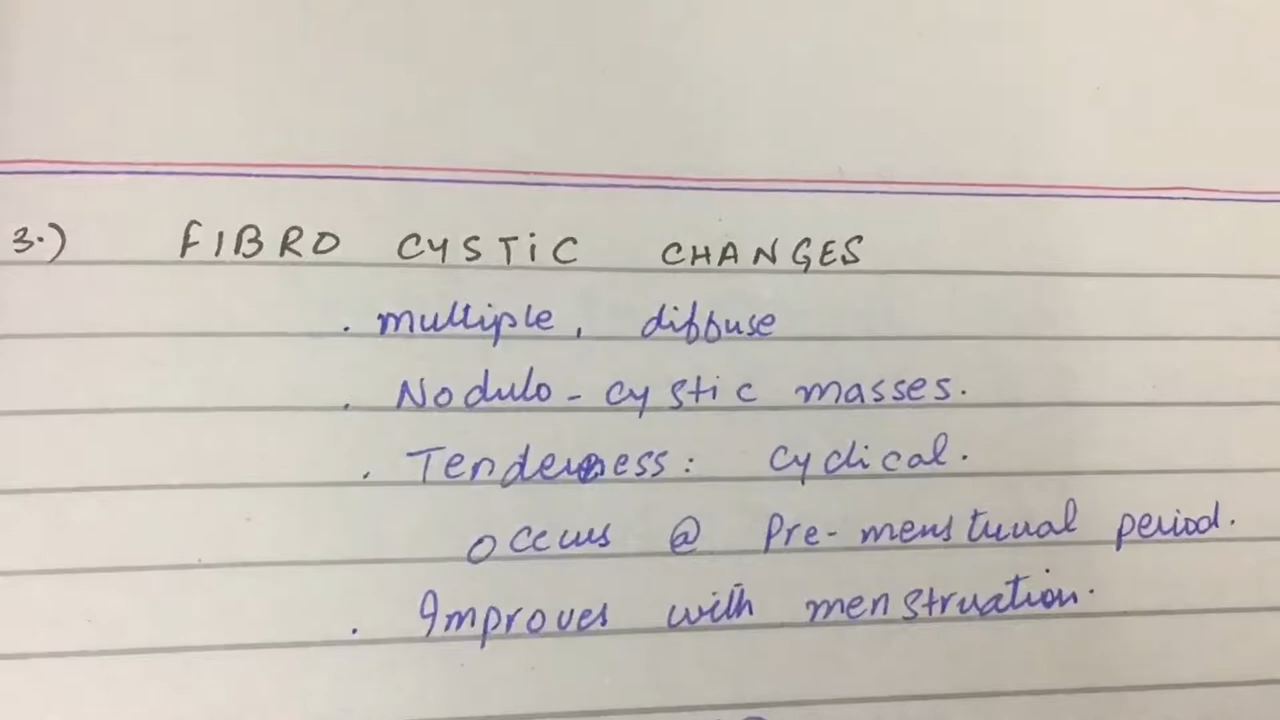 3.) FIBRO CYSTIC CHANGES
. multiple, diffuse
. Nodulo-cystic masses.
. Tenderness: Cyclical.
Occurs @ Pre-menstrual period.
. Improves with menstruation.